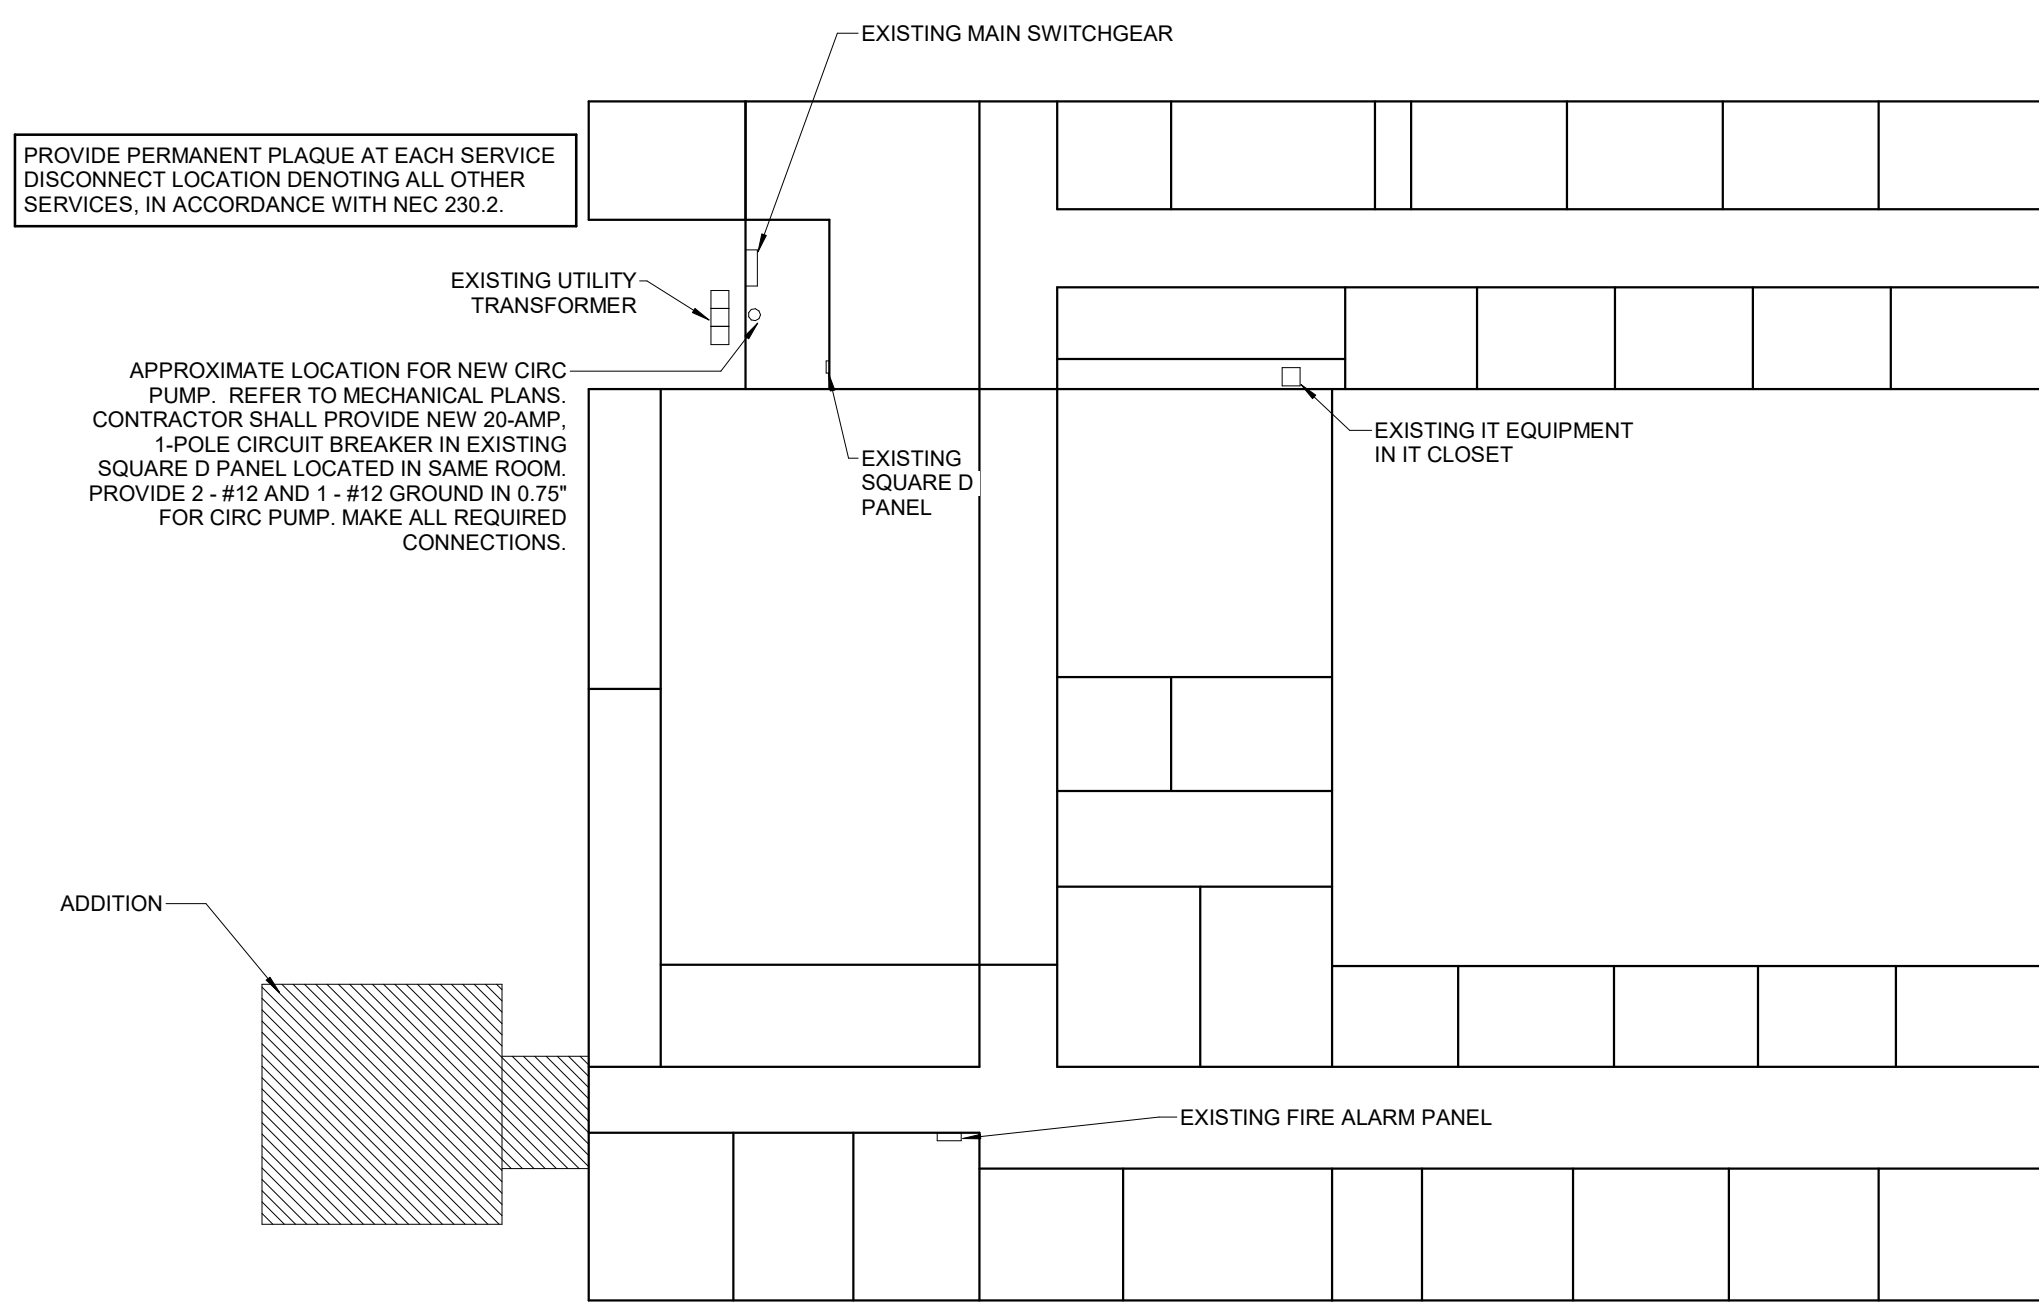 EXISTING MAIN SWITCHGEAR
PROVIDE PERMANENT PLAQUE AT EACH SERVICE
DISCONNECT LOCATION DENOTING ALL OTHER
SERVICES, IN ACCORDANCE WITH NEC 230.2.
EXISTING UTILITY
TRANSFORMER
APPROXIMATE LOCATION FOR NEW CIRC
PUMP.  REFER TO MECHANICAL PLANS.
CONTRACTOR SHALL PROVIDE NEW 20-AMP,
1-POLE CIRCUIT BREAKER IN EXISTING
SQUARE D PANEL LOCATED IN SAME ROOM.
PROVIDE 2 - #12 AND 1 - #12 GROUND IN 0.75"
FOR CIRC PUMP. MAKE ALL REQUIRED
CONNECTIONS.
EXISTING
SQUARE D
PANEL
EXISTING IT EQUIPMENT
IN IT CLOSET
ADDITION
EXISTING FIRE ALARM PANEL